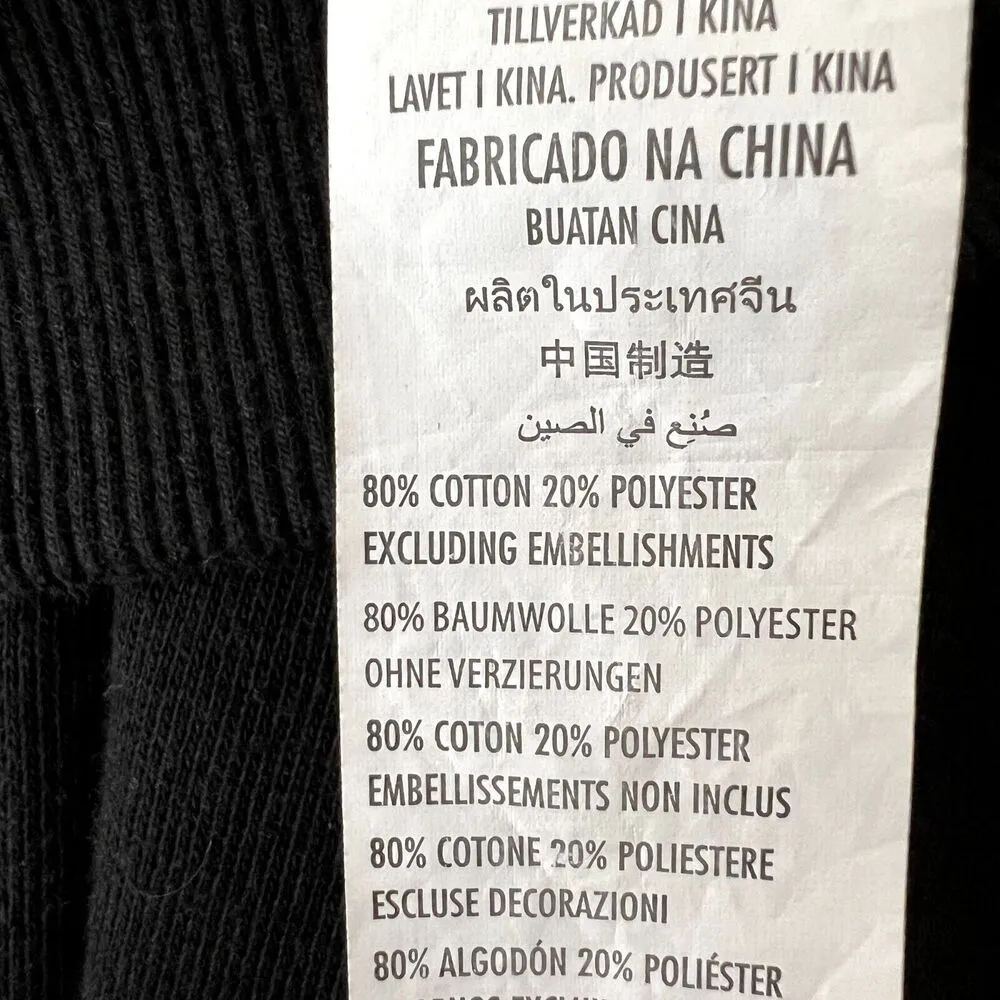 TILLVERKAD I KINA
LAVET I KINA. PRODUSERT I KINA
FABRICADO NA CHINA
BUATAN CINA
ผลิตในประเทศจีน
中国制造
صُنِع في الصين
80% COTTON 20% POLYESTER
EXCLUDING EMBELLISHMENTS
80% BAUMWOLLE 20% POLYESTER
OHNE VERZIERUNGEN
80% COTON 20% POLYESTER
EMBELLISSEMENTS NON INCLUS
80% COTONE 20% POLIESTERE
ESCLUSE DECORAZIONI
80% ALGODÓN 20% POLIÉSTER